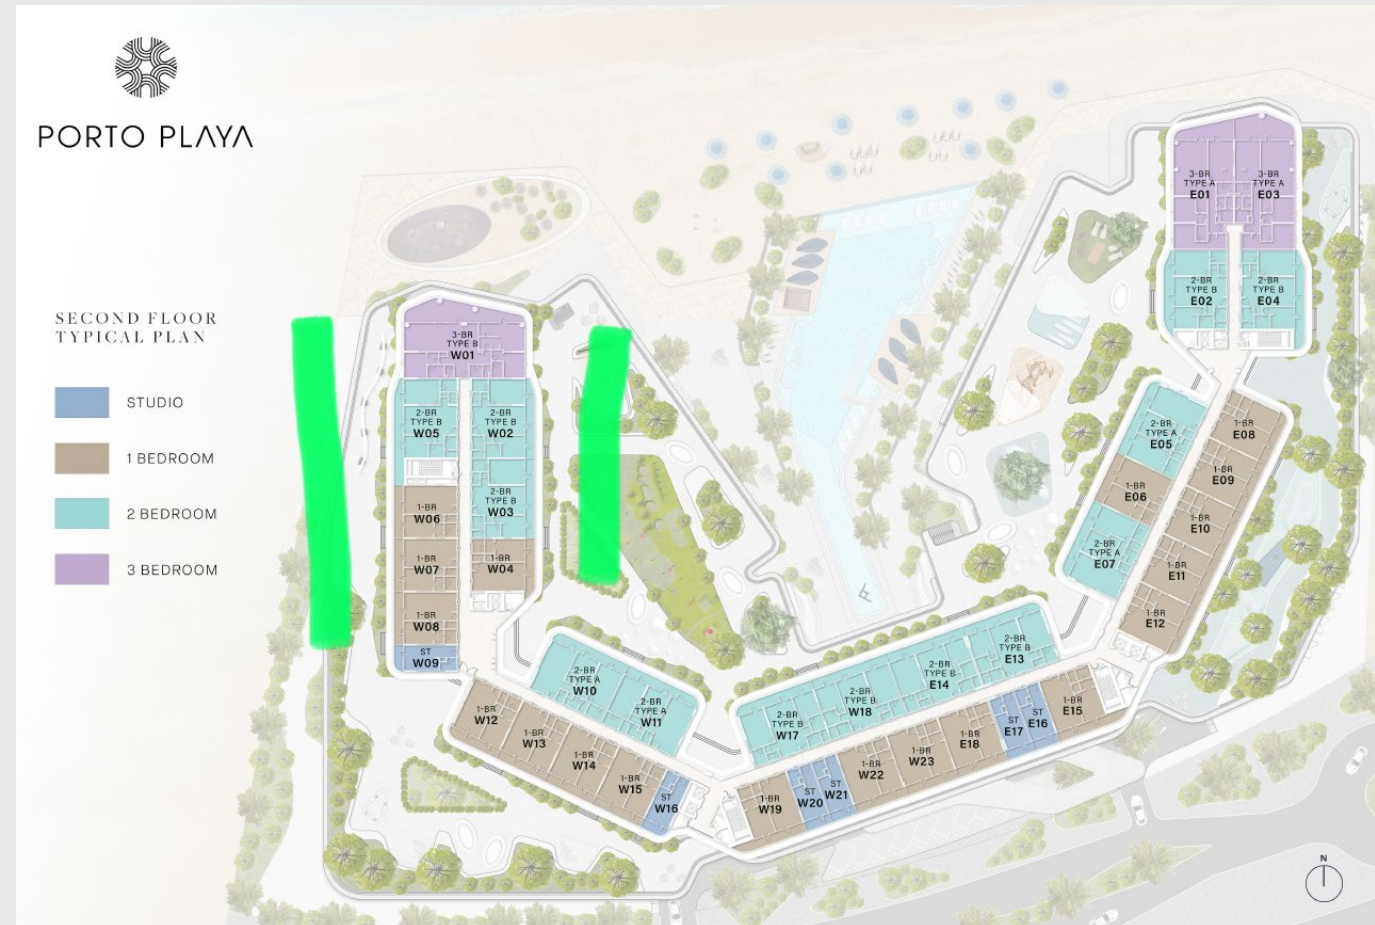 PORTO PLAYA
SECOND FLOOR
TYPICAL PLAN
STUDIO
1 BEDROOM
2 BEDROOM
3 BEDROOM
3-BR
TYPE B
W01
2-BR
TYPE B
W05
2-BR
TYPE B
W02
2-BR
TYPE B
W03
1-BR
W06
1-BR
W07
1-BR
W04
1-BR
W08
ST
W09
2-BR
TYPE A
W10
2-BR
TYPE A
W11
1-BR
W12
1-BR
W13
1-BR
W14
1-BR
W15
ST
W16
2-BR
TYPE B
W17
2-BR
TYPE B
W18
2-BR
TYPE B
E14
2-BR
TYPE B
E13
1-BR
W19
ST
W20
ST
W21
1-BR
W22
1-BR
W23
1-BR
E18
ST
E17
ST
E16
1-BR
E15
3-BR
TYPE A
E01
3-BR
TYPE A
E03
2-BR
TYPE B
E02
2-BR
TYPE B
E04
2-BR
TYPE A
E05
1-BR
E06
2-BR
TYPE A
E07
1-BR
E08
1-BR
E09
1-BR
E10
1-BR
E11
1-BR
E12
N